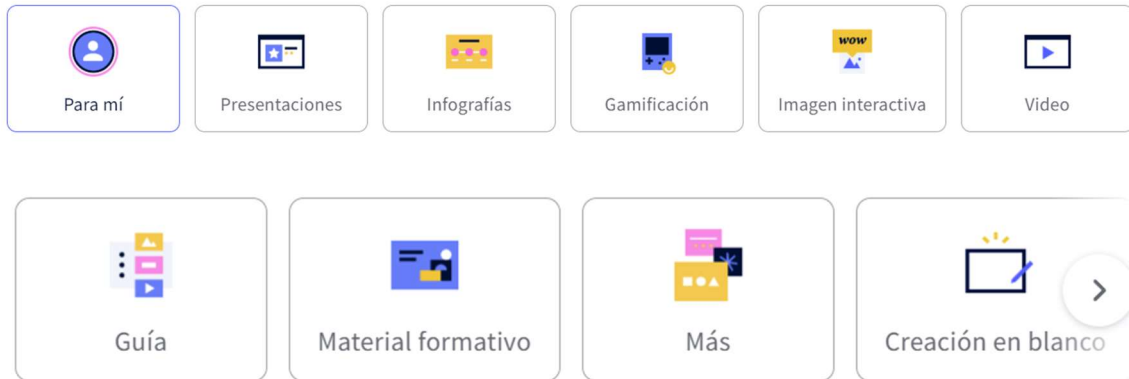 Para mí
Presentaciones
Infografías
Gamificación
wow
Imagen interactiva
Video
Guía
Material formativo
Más
Creación en blanco